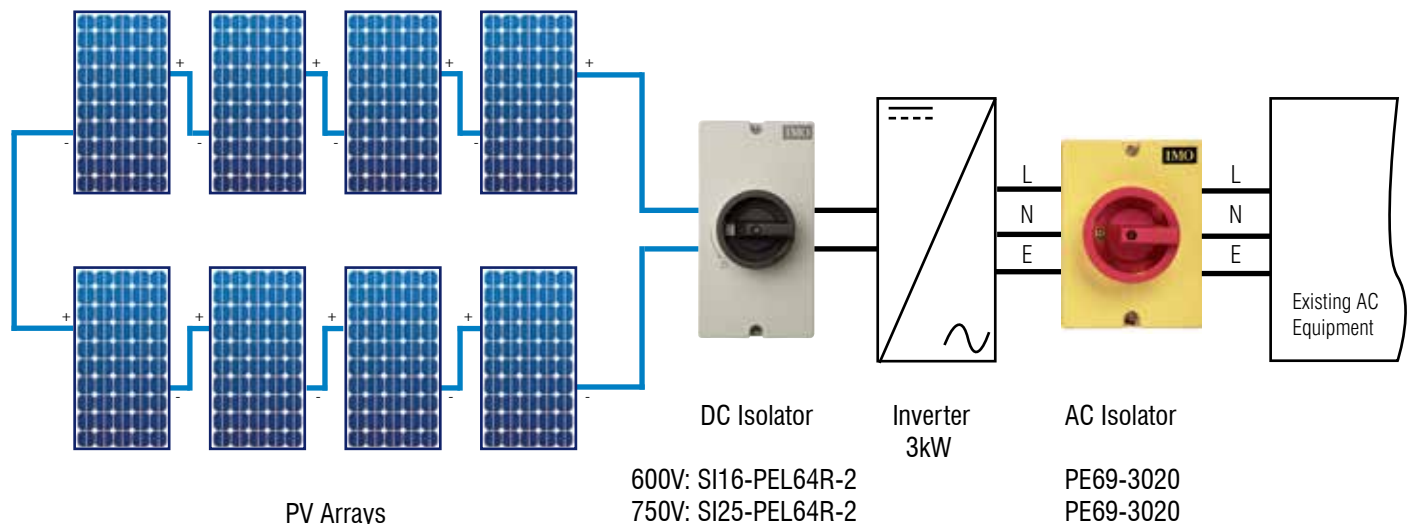 + + + +
- - - -
IMO
IMO
L L
N N
E E
+ + + +
- - - -
Existing AC
Equipment
DC Isolator Inverter AC Isolator
3kW
600V: SI16-PEL64R-2 PE69-3020
PV Arrays 750V: SI25-PEL64R-2 PE69-3020